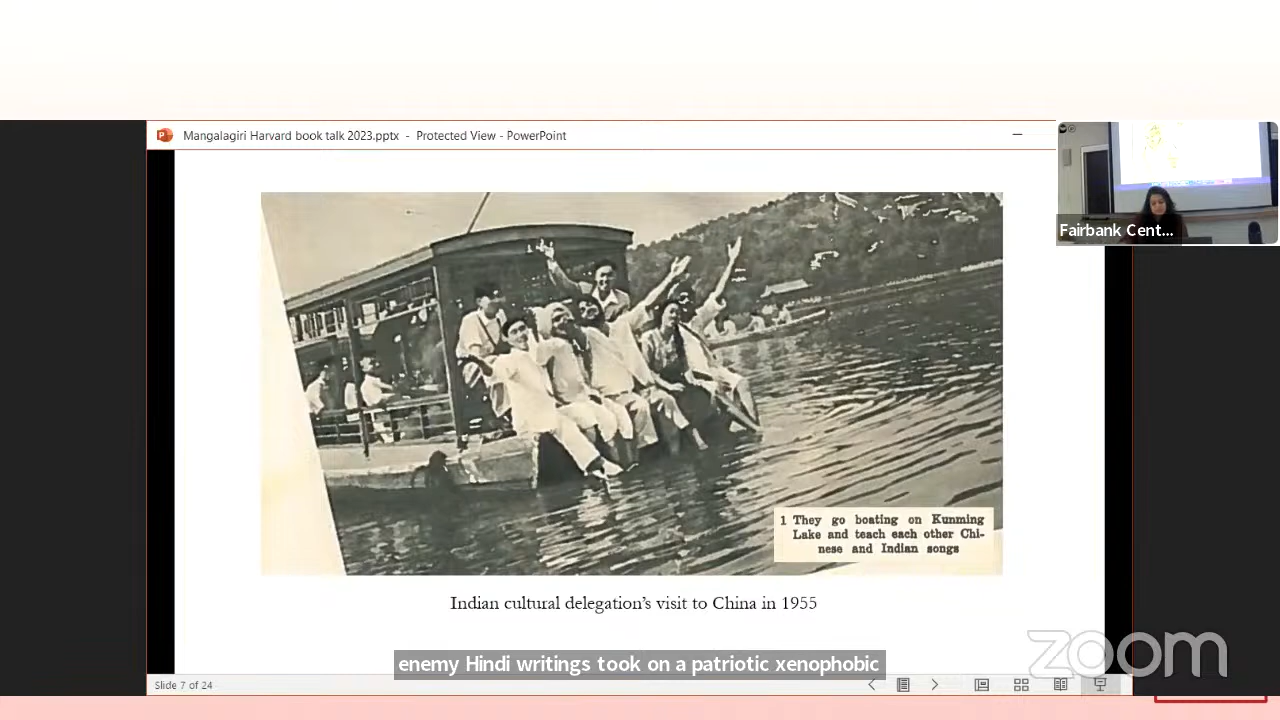 Mangalagiri Harvard book talk 2023.pptx - Protected View - PowerPoint
Fairbank Cent...
1 They go boating on Kunming
Lake and teach each other Chi-
nese and Indian songs
Indian cultural delegation's visit to China in 1955
enemy Hindi writings took on a patriotic xenophobic
zoom
Slide 7 of 24